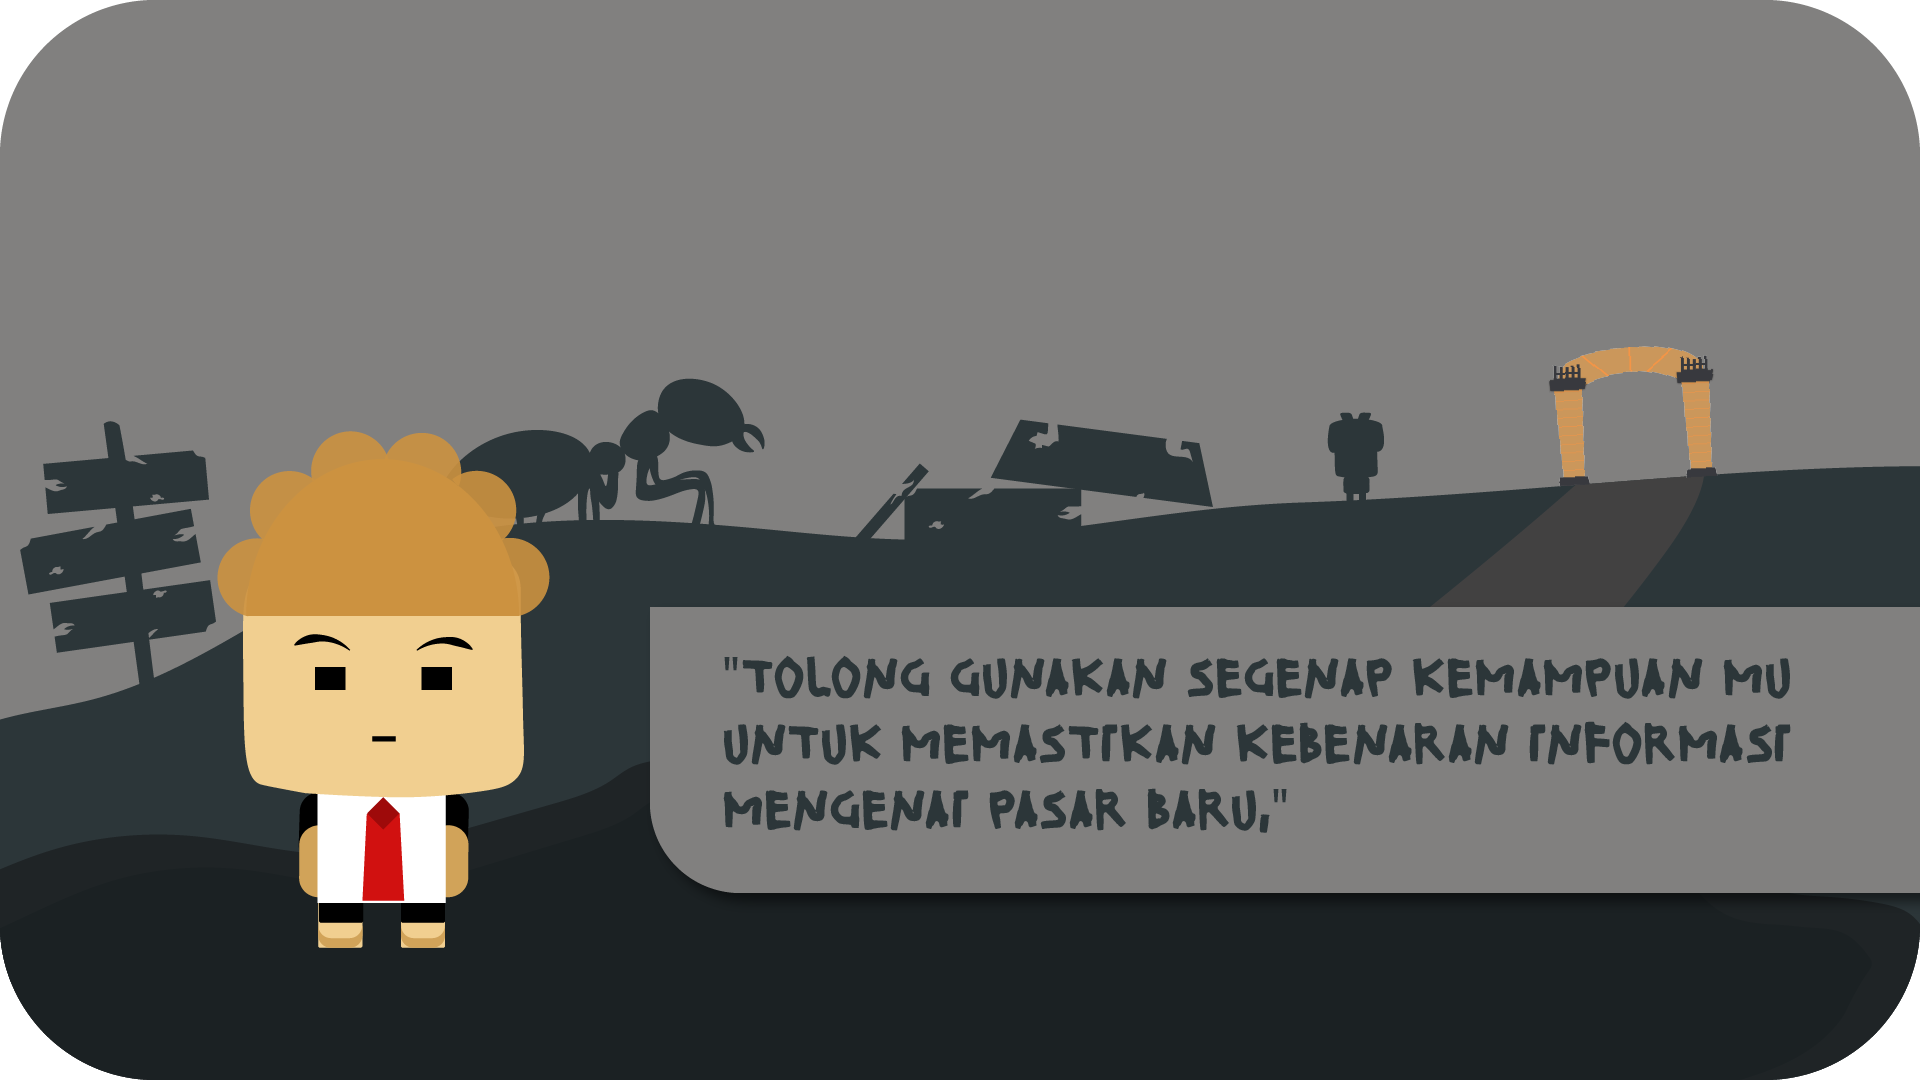 "TOLONG GUNAKAN SEGENAP KEMAMPUAN MU
UNTUK MEMASTIKAN KEBENARAN INFORMASI
MENGENAI PASAR BARU,"